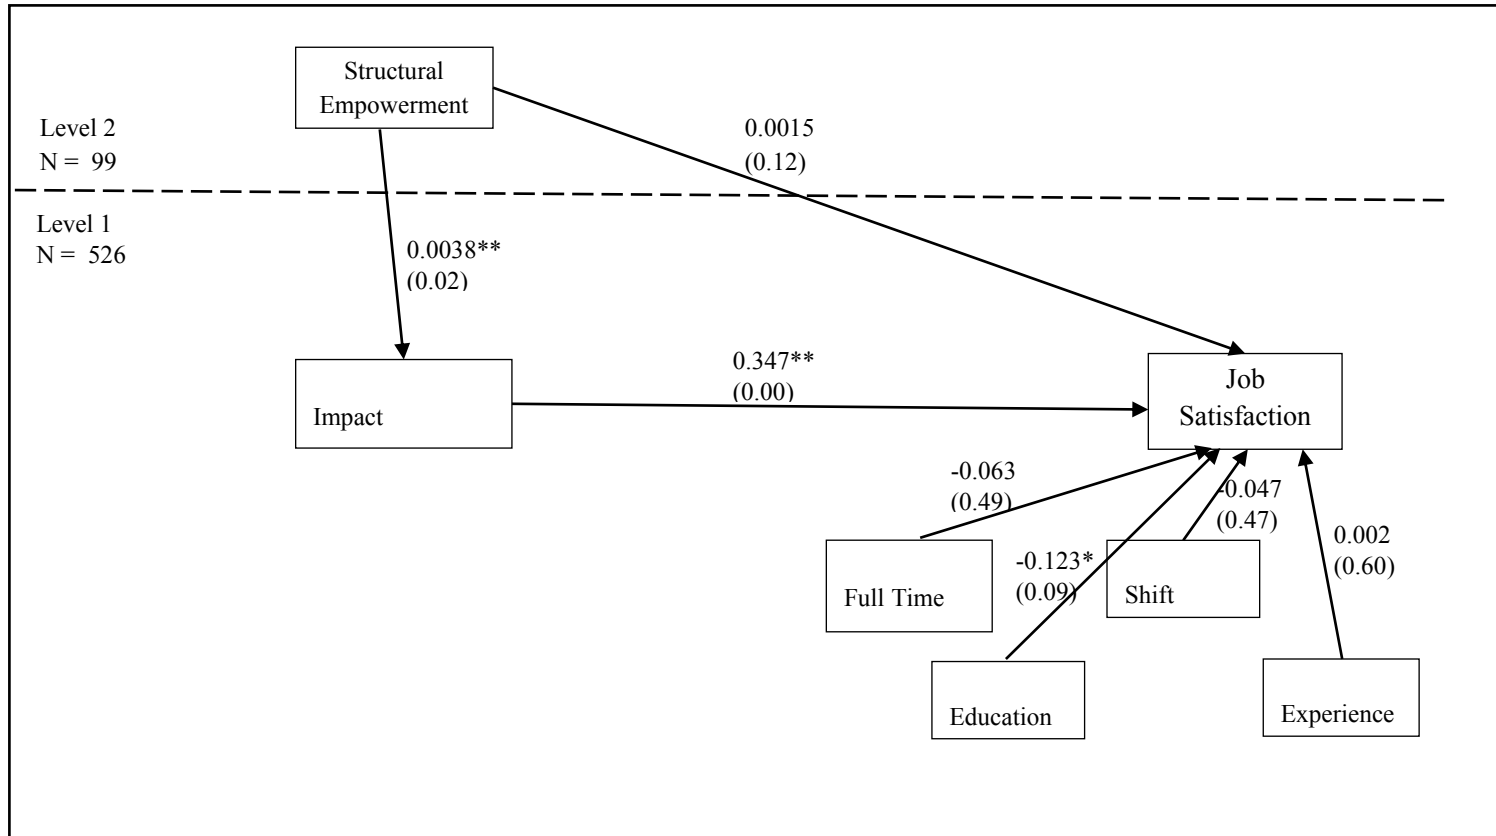 Structural
Empowerment
Level 2
N = 99
0.0015
(0.12)
Level 1
N = 526
0.0038**
(0.02)
0.347**
(0.00)
Impact
Job
Satisfaction
-0.063
(0.49)
-0.047
(0.47)
-0.123*
(0.09)
0.002
(0.60)
Full Time
Shift
Education
Experience